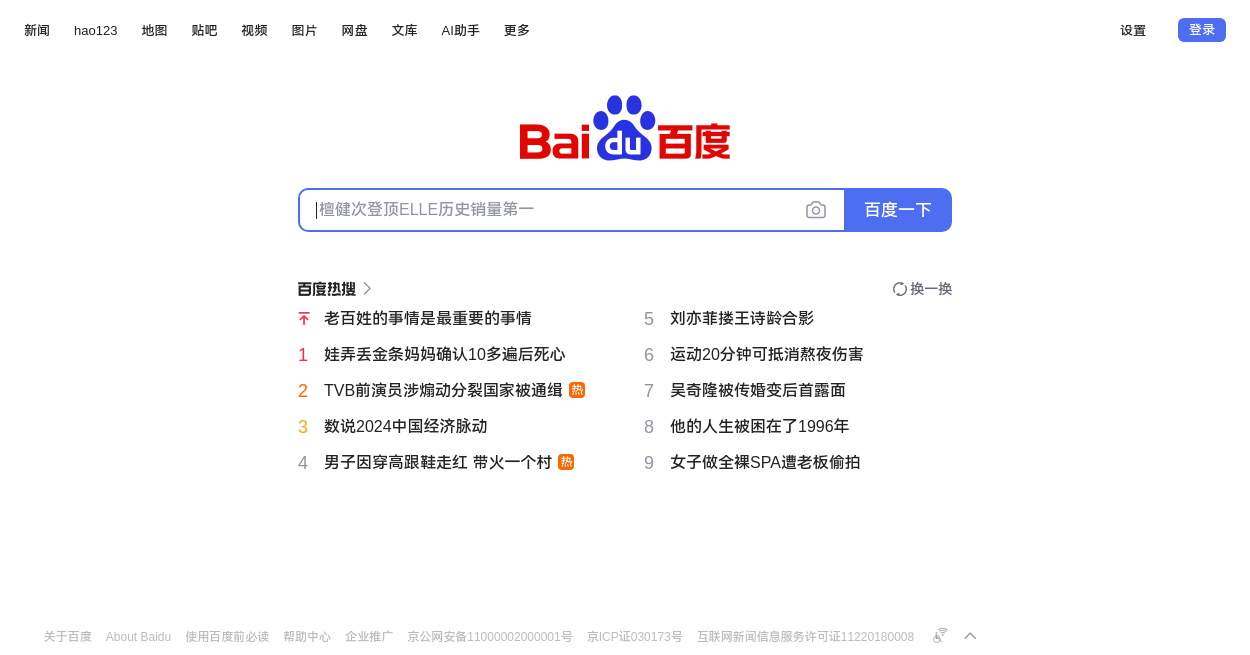 新闻 hao123 地图 贴吧 视频 图片 网盘 文库 AI助手 更多 设置 登录
Bai du 百度
檀健次登顶ELLE历史销量第一 百度一下
百度热搜 换一换
老百姓的事情是最重要的事情
1 娃弄丢金条妈妈确认10多遍后死心
2 TVB前演员涉煽动分裂国家被通缉 热
3 数说2024中国经济脉动
4 男子因穿高跟鞋走红 带火一个村 热
5 刘亦菲搂王诗龄合影
6 运动20分钟可抵消熬夜伤害
7 吴奇隆被传婚变后首露面
8 他的人生被困在了1996年
9 女子做全裸SPA遭老板偷拍
关于百度 About Baidu 使用百度前必读 帮助中心 企业推广 京公网安备11000002000001号 京ICP证030173号 互联网新闻信息服务许可证11220180008